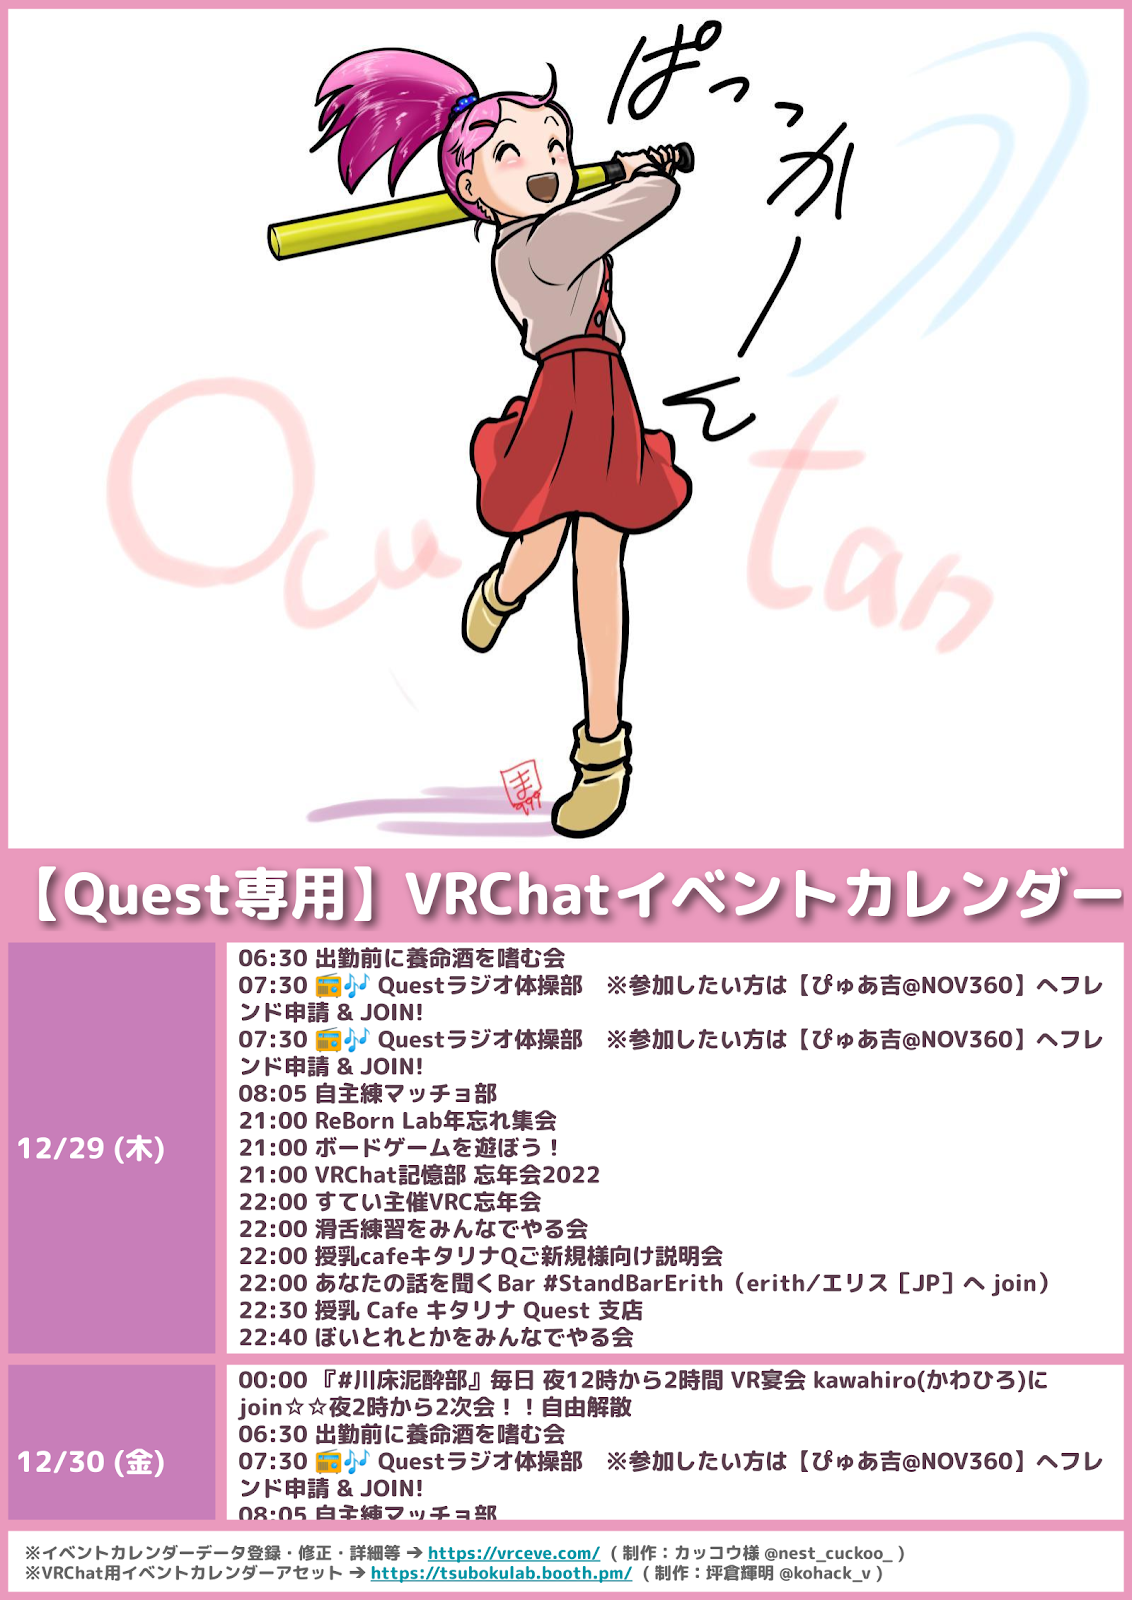 ぱっっかーん
Ocu tan
ま
999
【Quest専用】VRChatイベントカレンダー
12/29 (木)
06:30 出勤前に養命酒を嗜む会
07:30 📻🎶 Questラジオ体操部　※参加したい方は【ぴゅあ吉@NOV360】へフレ
ンド申請 & JOIN!
07:30 📻🎶 Questラジオ体操部　※参加したい方は【ぴゅあ吉@NOV360】へフレ
ンド申請 & JOIN!
08:05 自主練マッチョ部
21:00 ReBorn Lab年忘れ集会
21:00 ボードゲームを遊ぼう！
21:00 VRChat記憶部 忘年会2022
22:00 すてい主催VRC忘年会
22:00 滑舌練習をみんなでやる会
22:00 授乳cafeキタリナQご新規様向け説明会
22:00 あなたの話を聞くBar #StandBarErith（erith/エリス［JP］へ join）
22:30 授乳 Cafe キタリナ Quest 支店
22:40 ぼいとれとかをみんなでやる会
12/30 (金)
00:00 『#川床泥酔部』毎日 夜12時から2時間 VR宴会 kawahiro(かわひろ)に
join☆☆夜2時から2次会！！自由解散
06:30 出勤前に養命酒を嗜む会
07:30 📻🎶 Questラジオ体操部　※参加したい方は【ぴゅあ吉@NOV360】へフレ
ンド申請 & JOIN!
08:05 自主練マッチョ部
※イベントカレンダーデータ登録・修正・詳細等 ➔ https://vrceve.com/ （ 制作：カッコウ様 @nest_cuckoo_ ）
※VRChat用イベントカレンダーアセット ➔ https://tsubokulab.booth.pm/ （ 制作：坪倉輝明 @kohack_v ）